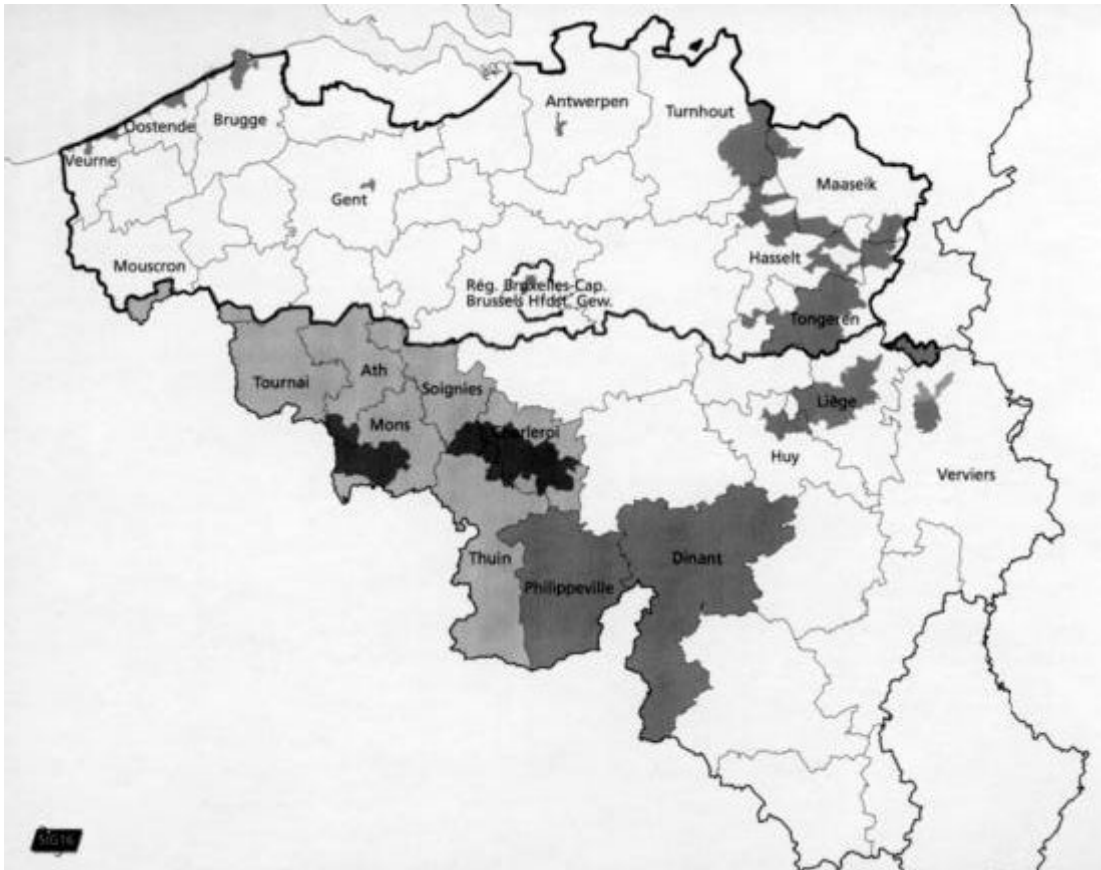 Antwerpen
Turnhout
Oostende
Brugge
Veurne
Maaseik
Gent
Hasselt
Mouscron
Rég. Bruxelles-Cap.
Brussels Hfdst. Gew.
Tongeren
Tournai
Ath
Soignies
Liège
Mons
Charleroi
Huy
Verviers
Thuin
Dinant
Philippeville
SIG16